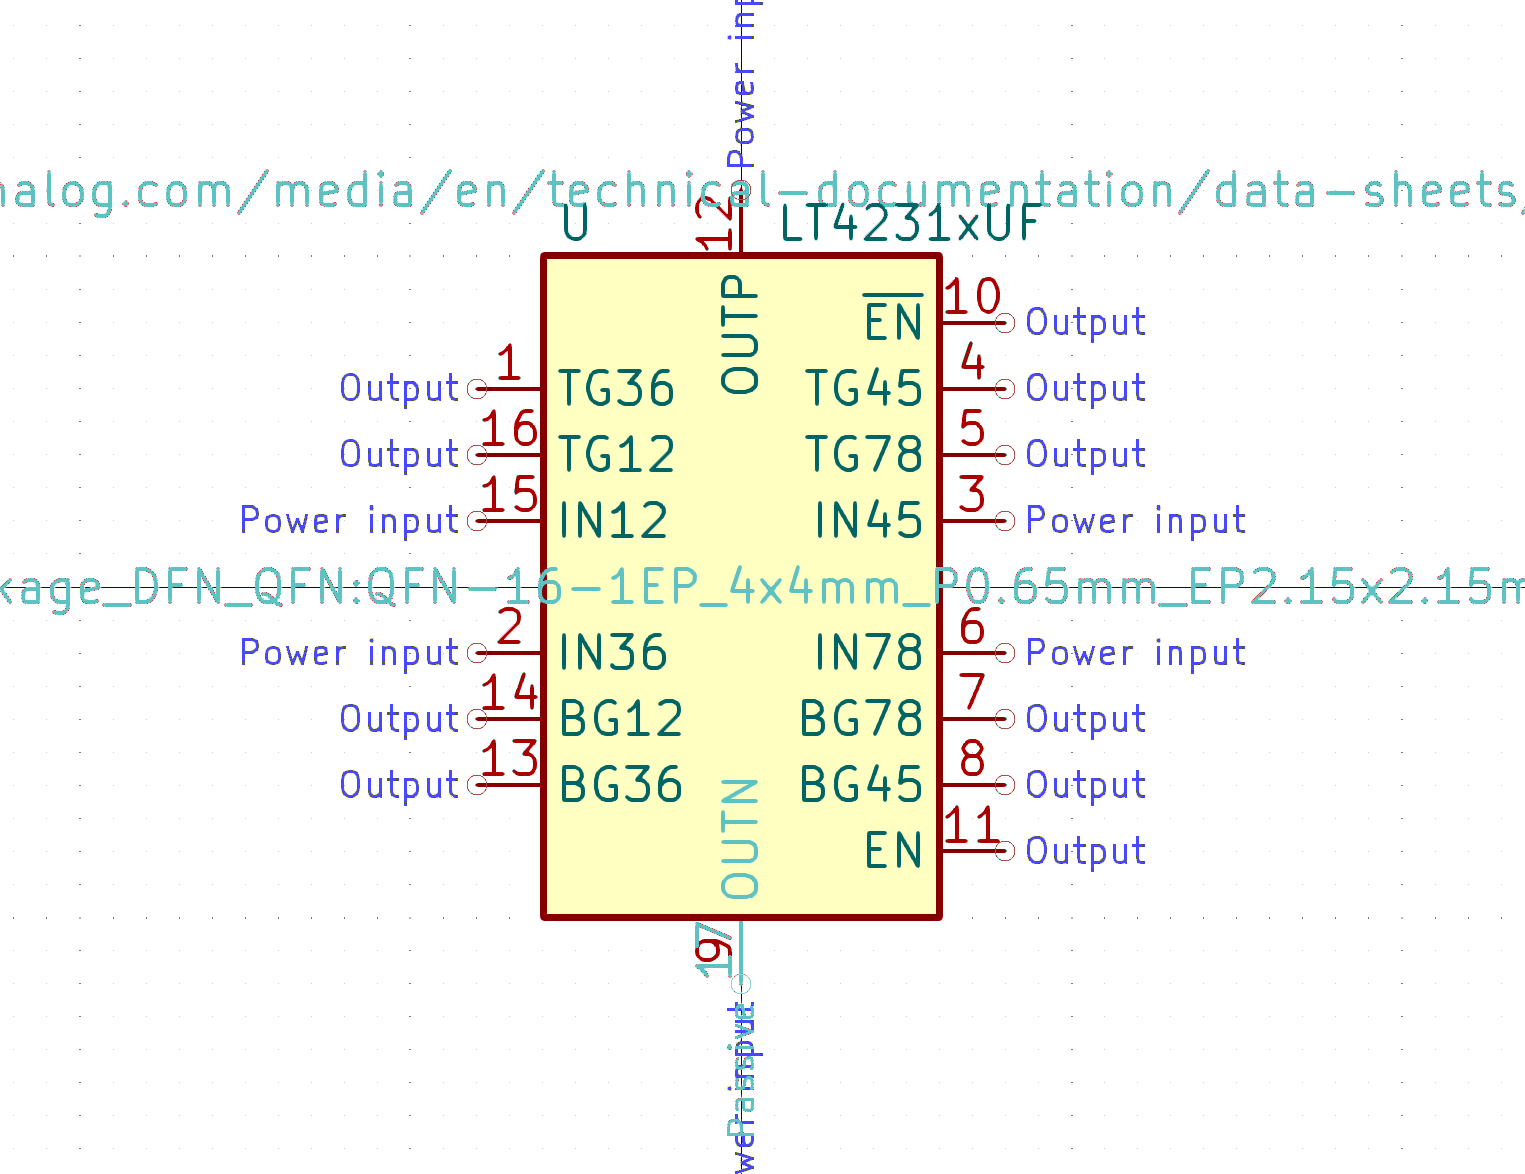 Power inp
nalog.com/media/en/technical-documentation/data-sheets/
U
LT4231xUF
12
OUTP
10
EN
Output
1
TG36
Output
4
TG45
Output
16
TG12
Output
5
TG78
Output
15
IN12
Power input
3
IN45
Power input
kage_DFN_QFN:QFN-16-1EP_4x4mm_P0.65mm_EP2.15x2.15m
2
IN36
Power input
6
IN78
Power input
14
BG12
Output
7
BG78
Output
13
BG36
Output
8
BG45
Output
11
EN
Output
OUTN
9
17
Passive
wer input